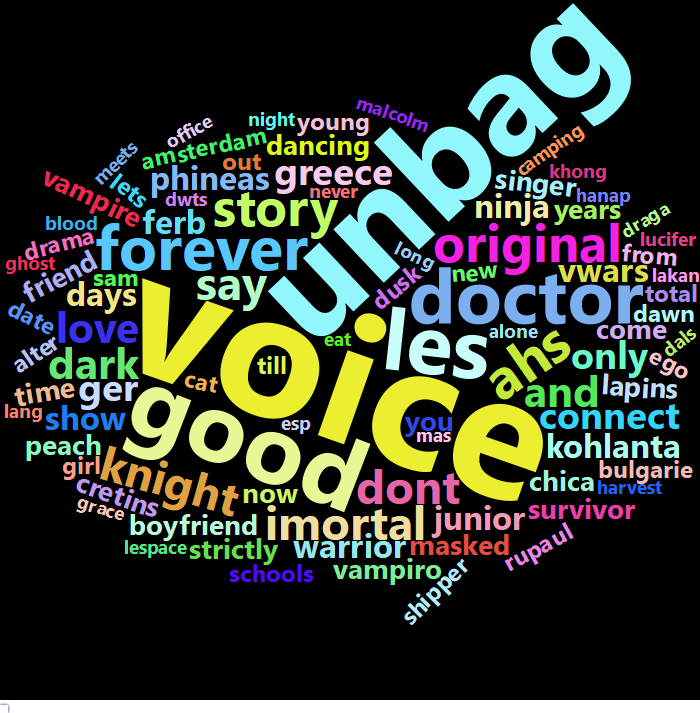 unbag
malcolm
office
night
young
camping
meets
amsterdam
out
dancing
khong
vampire
lets
phineas
greece
singer
hanap
dwts
never
ninja
years
draga
blood
ferb
story
drama
forever
original
from
lucifer
ghost
friend
sam
say
long
new
vwars
lakan
days
dusk
doctor
total
date
love
voice
les
dawn
alter
eat
alone
come
dals
dark
till
ahs
only
ego
time
ger
cat
and
lapins
lang
show
good
esp
you
mas
connect
peach
kohlanta
girl
knight
dont
chica
bulgarie
cretins
now
harvest
grace
boyfriend
imortal
junior
survivor
lespace
strictly
warrior
masked
rupaul
schools
vampiro
shipper